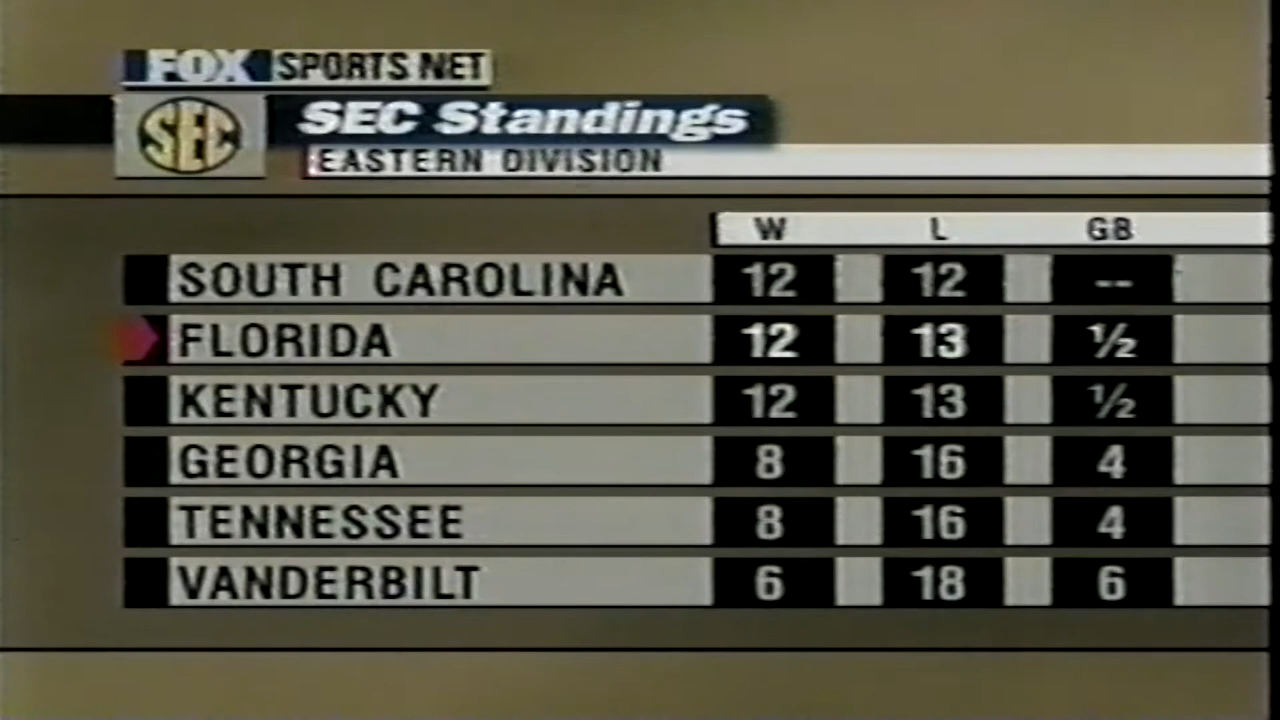 FOX SPORTS NET
SEC SEC Standings
EASTERN DIVISION
W L GB
SOUTH CAROLINA 12 12 --
FLORIDA 12 13 ½
KENTUCKY 12 13 ½
GEORGIA 8 16 4
TENNESSEE 8 16 4
VANDERBILT 6 18 6